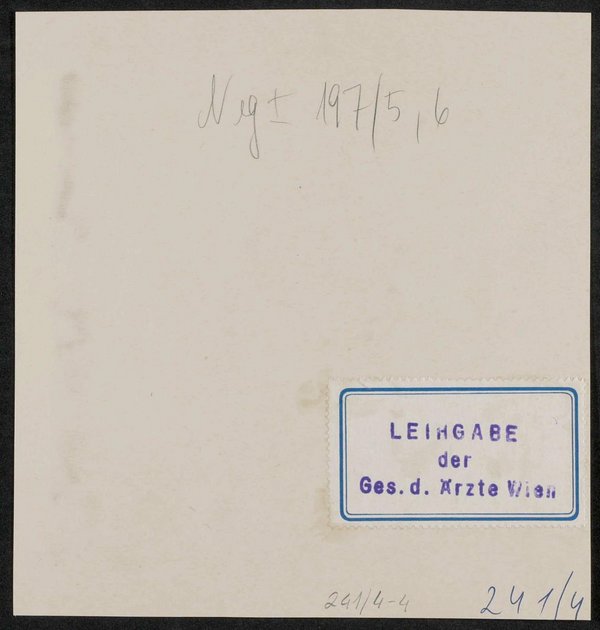 Neg ± 197/5, 6
LEIHGABE
der
Ges. d. Ärzte Wien
241/4-4
241/4